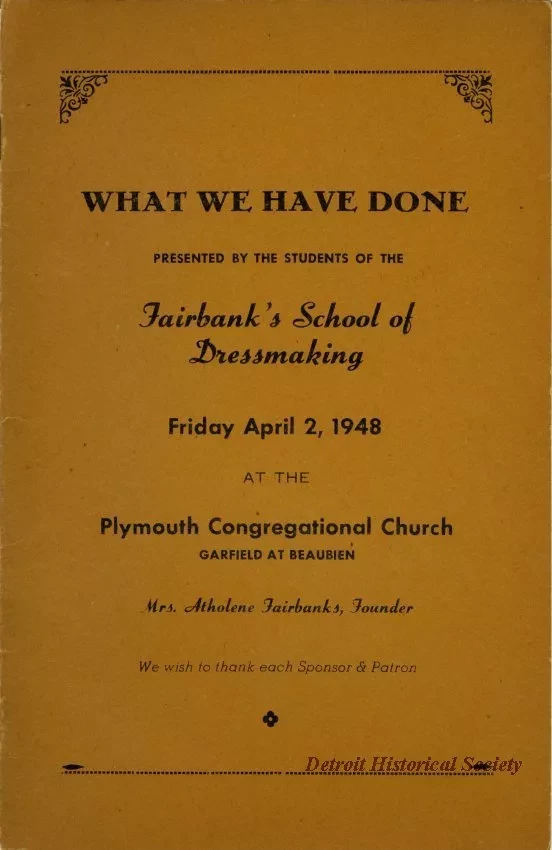 WHAT WE HAVE DONE
PRESENTED BY THE STUDENTS OF THE
Fairbank's School of
Dressmaking
Friday April 2, 1948
AT THE
Plymouth Congregational Church
GARFIELD AT BEAUBIEN
Mrs. Atholene Fairbanks, Founder
We wish to thank each Sponsor & Patron
Detroit Historical Society